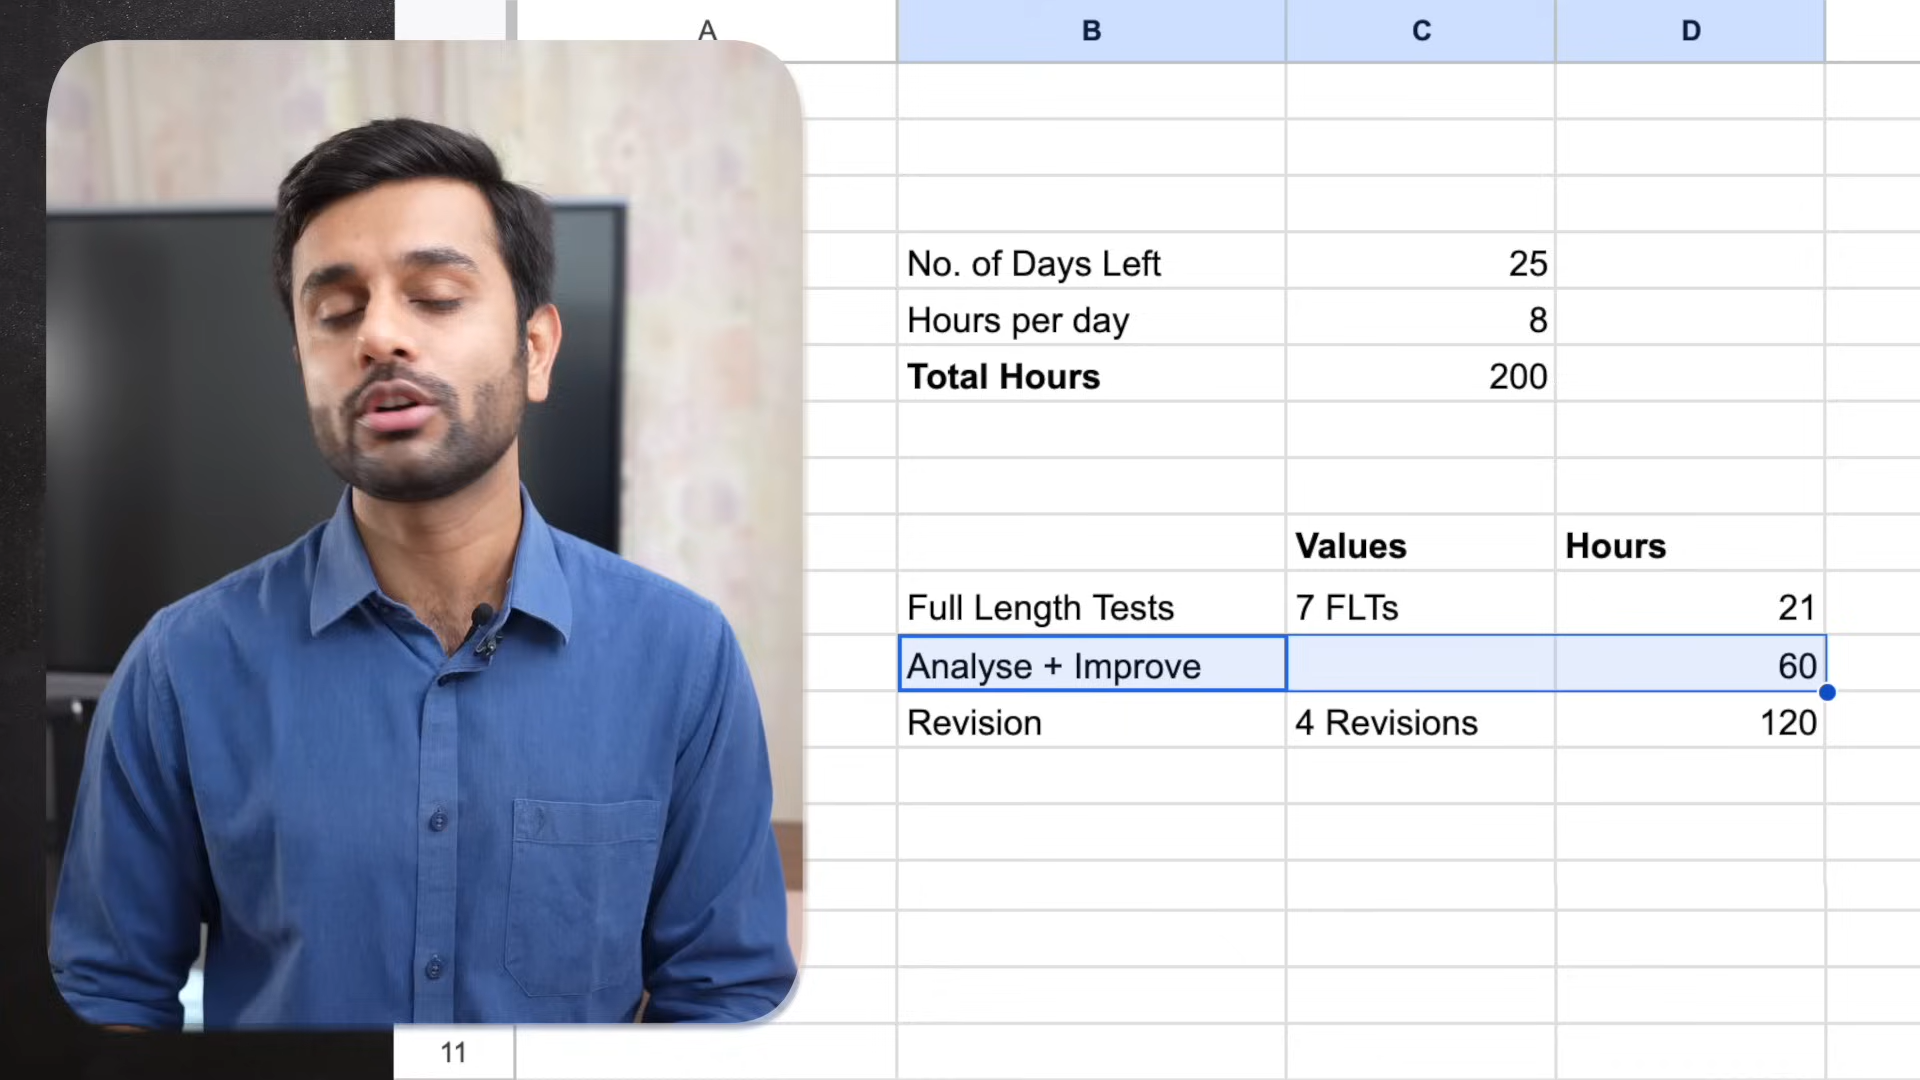 A B C D
No. of Days Left 25
Hours per day 8
Total Hours 200
Values Hours
Full Length Tests 7 FLTs 21
Analyse + Improve 60
Revision 4 Revisions 120
11